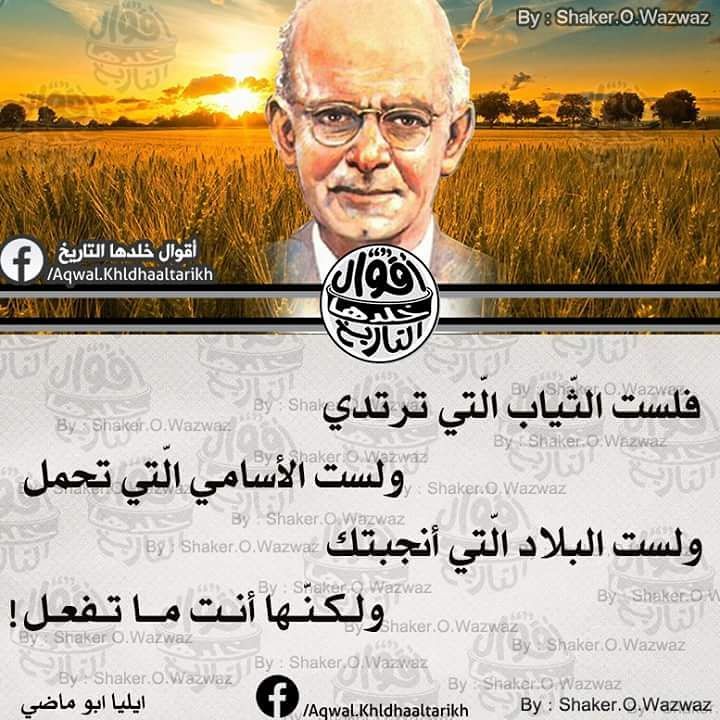 By : Shaker.O.Wazwaz
أقوال خلدها التاريخ
/Aqwal.Khldhaaltarikh
أقوال
خلدها
التاريخ
فلست الثّياب الّتي ترتدي
ولست الأسامي الّتي تحمل
ولست البلاد الّتي أنجبتك
ولكنّها أنت ما تفعل!
ايليا ابو ماضي
/Aqwal.Khldhaaltarikh
By : Shaker.O.Wazwaz